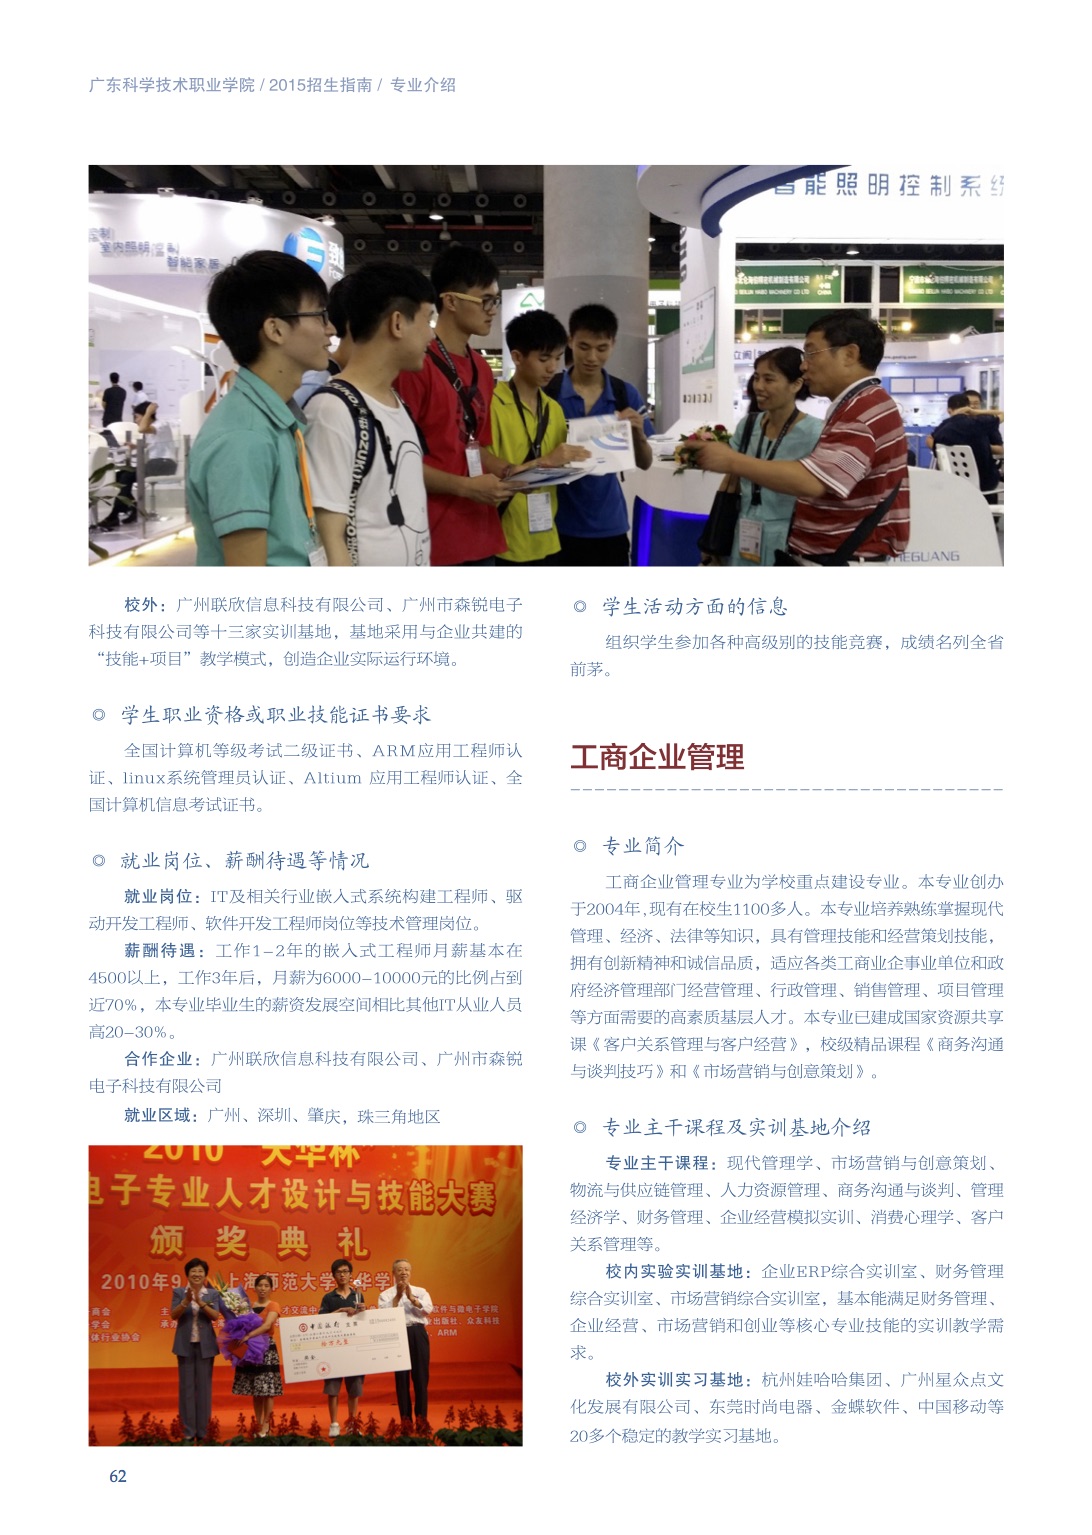 广东科学技术职业学院 / 2015招生指南 / 专业介绍
智能照明控制系统
室内照明控制
智能家居
HEGUANG
校外：广州联欣信息科技有限公司、广州市森锐电子
科技有限公司等十三家实训基地，基地采用与企业共建的
“技能+项目”教学模式，创造企业实际运行环境。
◎ 学生职业资格或职业技能证书要求
全国计算机等级考试二级证书、ARM应用工程师认
证、linux系统管理员认证、Altium 应用工程师认证、全
国计算机信息考试证书。
◎ 就业岗位、薪酬待遇等情况
就业岗位：IT及相关行业嵌入式系统构建工程师、驱
动开发工程师、软件开发工程师岗位等技术管理岗位。
薪酬待遇：工作1-2年的嵌入式工程师月薪基本在
4500以上，工作3年后，月薪为6000-10000元的比例占到
近70%，本专业毕业生的薪资发展空间相比其他IT从业人员
高20-30%。
合作企业：广州联欣信息科技有限公司、广州市森锐
电子科技有限公司
就业区域：广州、深圳、肇庆，珠三角地区
2010 “大华杯”
电子专业人才设计与技能大赛
颁奖典礼
2010年9 上海师范大学 华学
62
◎ 学生活动方面的信息
组织学生参加各种高级别的技能竞赛，成绩名列全省
前茅。
工商企业管理
◎ 专业简介
工商企业管理专业为学校重点建设专业。本专业创办
于2004年，现有在校生1100多人。本专业培养熟练掌握现代
管理、经济、法律等知识，具有管理技能和经营策划技能，
拥有创新精神和诚信品质，适应各类工商业企事业单位和政
府经济管理部门经营管理、行政管理、销售管理、项目管理
等方面需要的高素质基层人才。本专业已建成国家资源共享
课《客户关系管理与客户经营》，校级精品课程《商务沟通
与谈判技巧》和《市场营销与创意策划》。
◎ 专业主干课程及实训基地介绍
专业主干课程：现代管理学、市场营销与创意策划、
物流与供应链管理、人力资源管理、商务沟通与谈判、管理
经济学、财务管理、企业经营模拟实训、消费心理学、客户
关系管理等。
校内实验实训基地：企业ERP综合实训室、财务管理
综合实训室、市场营销综合实训室，基本能满足财务管理、
企业经营、市场营销和创业等核心专业技能的实训教学需
求。
校外实训实习基地：杭州娃哈哈集团、广州星众点文
化发展有限公司、东莞时尚电器、金蝶软件、中国移动等
20多个稳定的教学实习基地。